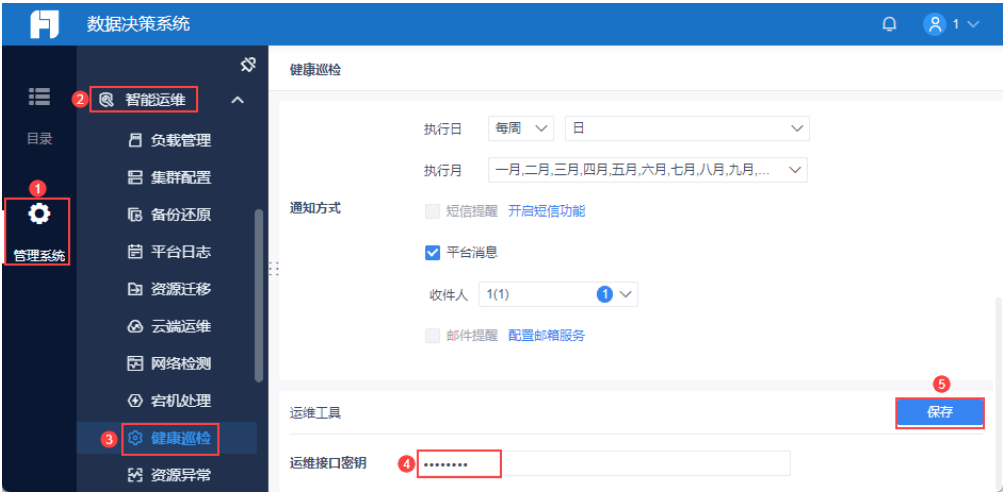 数据决策系统
1
健康巡检
2 智能运维
目录
负载管理
执行日 每周 日
集群配置
执行月 一月,二月,三月,四月,五月,六月,七月,八月,九月,...
1
管理系统
备份还原
通知方式 短信提醒 开启短信功能
平台日志
平台消息
资源迁移
收件人 1(1) 1
云端运维
邮件提醒 配置邮箱服务
网络检测
宕机处理
5
运维工具 保存
3 健康巡检
运维接口密钥 4 ••••••••
资源异常